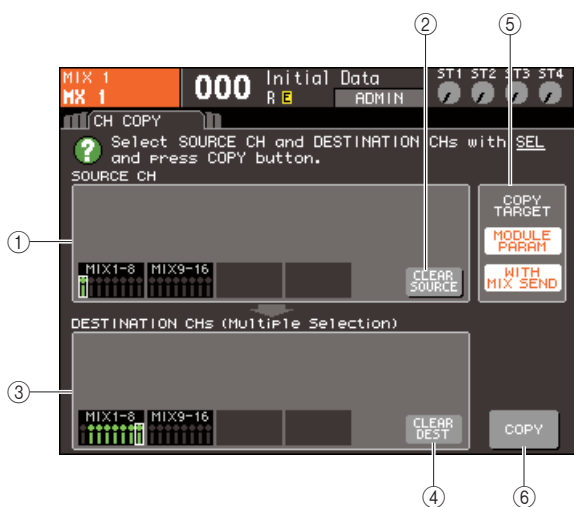 ② ⑤
MIX 1
MX 1
000
Initial Data
R E ADMIN
ST1 ST2 ST3 ST4
CH COPY
? Select SOURCE CH and DESTINATION CHs with SEL
and press COPY button.
SOURCE CH
①
MIX1-8 MIX9-16
CLEAR
SOURCE
COPY
TARGET
MODULE
PARAM
WITH
MIX SEND
DESTINATION CHs (Multiple Selection)
③
MIX1-8 MIX9-16
CLEAR
DEST
COPY
④ ⑥